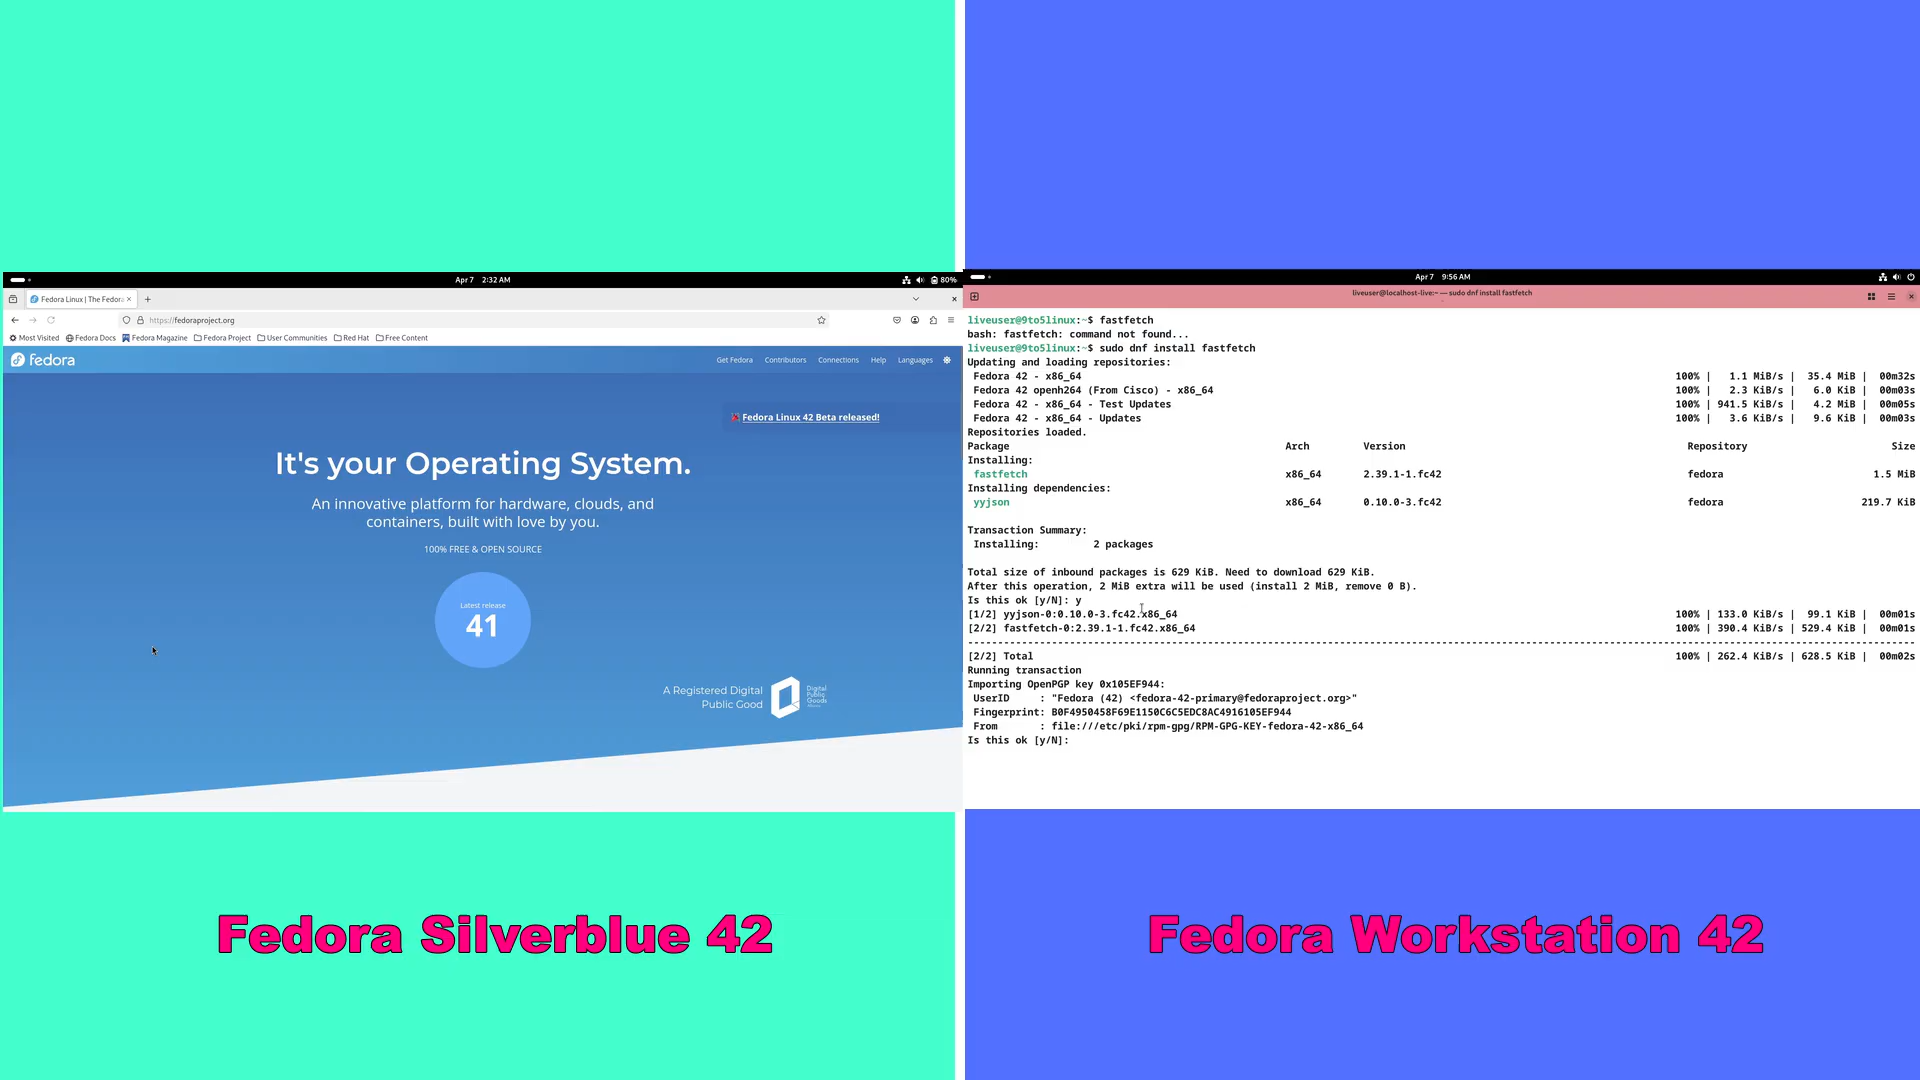 Apr 7 2:32 AM
80%
Fedora Linux | The Fedora
https://fedoraproject.org
Most Visited Fedora Docs Fedora Magazine Fedora Project User Communities Red Hat Free Content
fedora
Get Fedora Contributors Connections Help Languages
Fedora Linux 42 Beta released!
It's your Operating System.
An innovative platform for hardware, clouds, and
containers, built with love by you.
100% FREE & OPEN SOURCE
Latest release
41
A Registered Digital
Public Good
Digital
Public
Goods
Fedora Silverblue 42
Apr 7 9:56 AM
liveuser@localhost-live:~ — sudo dnf install fastfetch
liveuser@9to5linux:~$ fastfetch
bash: fastfetch: command not found...
liveuser@9to5linux:~$ sudo dnf install fastfetch
Updating and loading repositories:
Fedora 42 - x86_64 100% | 1.1 MiB/s | 35.4 MiB | 00m32s
Fedora 42 openh264 (From Cisco) - x86_64 100% | 2.3 KiB/s | 6.0 KiB | 00m03s
Fedora 42 - x86_64 - Test Updates 100% | 941.5 KiB/s | 4.2 MiB | 00m05s
Fedora 42 - x86_64 - Updates 100% | 3.6 KiB/s | 9.6 KiB | 00m03s
Repositories loaded.
Package Arch Version Repository Size
Installing:
fastfetch x86_64 2.39.1-1.fc42 fedora 1.5 MiB
Installing dependencies:
yyjson x86_64 0.10.0-3.fc42 fedora 219.7 KiB
Transaction Summary:
Installing: 2 packages
Total size of inbound packages is 629 KiB. Need to download 629 KiB.
After this operation, 2 MiB extra will be used (install 2 MiB, remove 0 B).
Is this ok [y/N]: y
[1/2] yyjson-0:0.10.0-3.fc42.x86_64 100% | 133.0 KiB/s | 99.1 KiB | 00m01s
[2/2] fastfetch-0:2.39.1-1.fc42.x86_64 100% | 390.4 KiB/s | 529.4 KiB | 00m01s
--------------------------------------------------------------------------------
[2/2] Total 100% | 262.4 KiB/s | 628.5 KiB | 00m02s
Running transaction
Importing OpenPGP key 0x105EF944:
UserID : "Fedora (42) <fedora-42-primary@fedoraproject.org>"
Fingerprint: B0F4950458F69E1150C6C5EDC8AC4916105EF944
From : file:///etc/pki/rpm-gpg/RPM-GPG-KEY-fedora-42-x86_64
Is this ok [y/N]:
Fedora Workstation 42